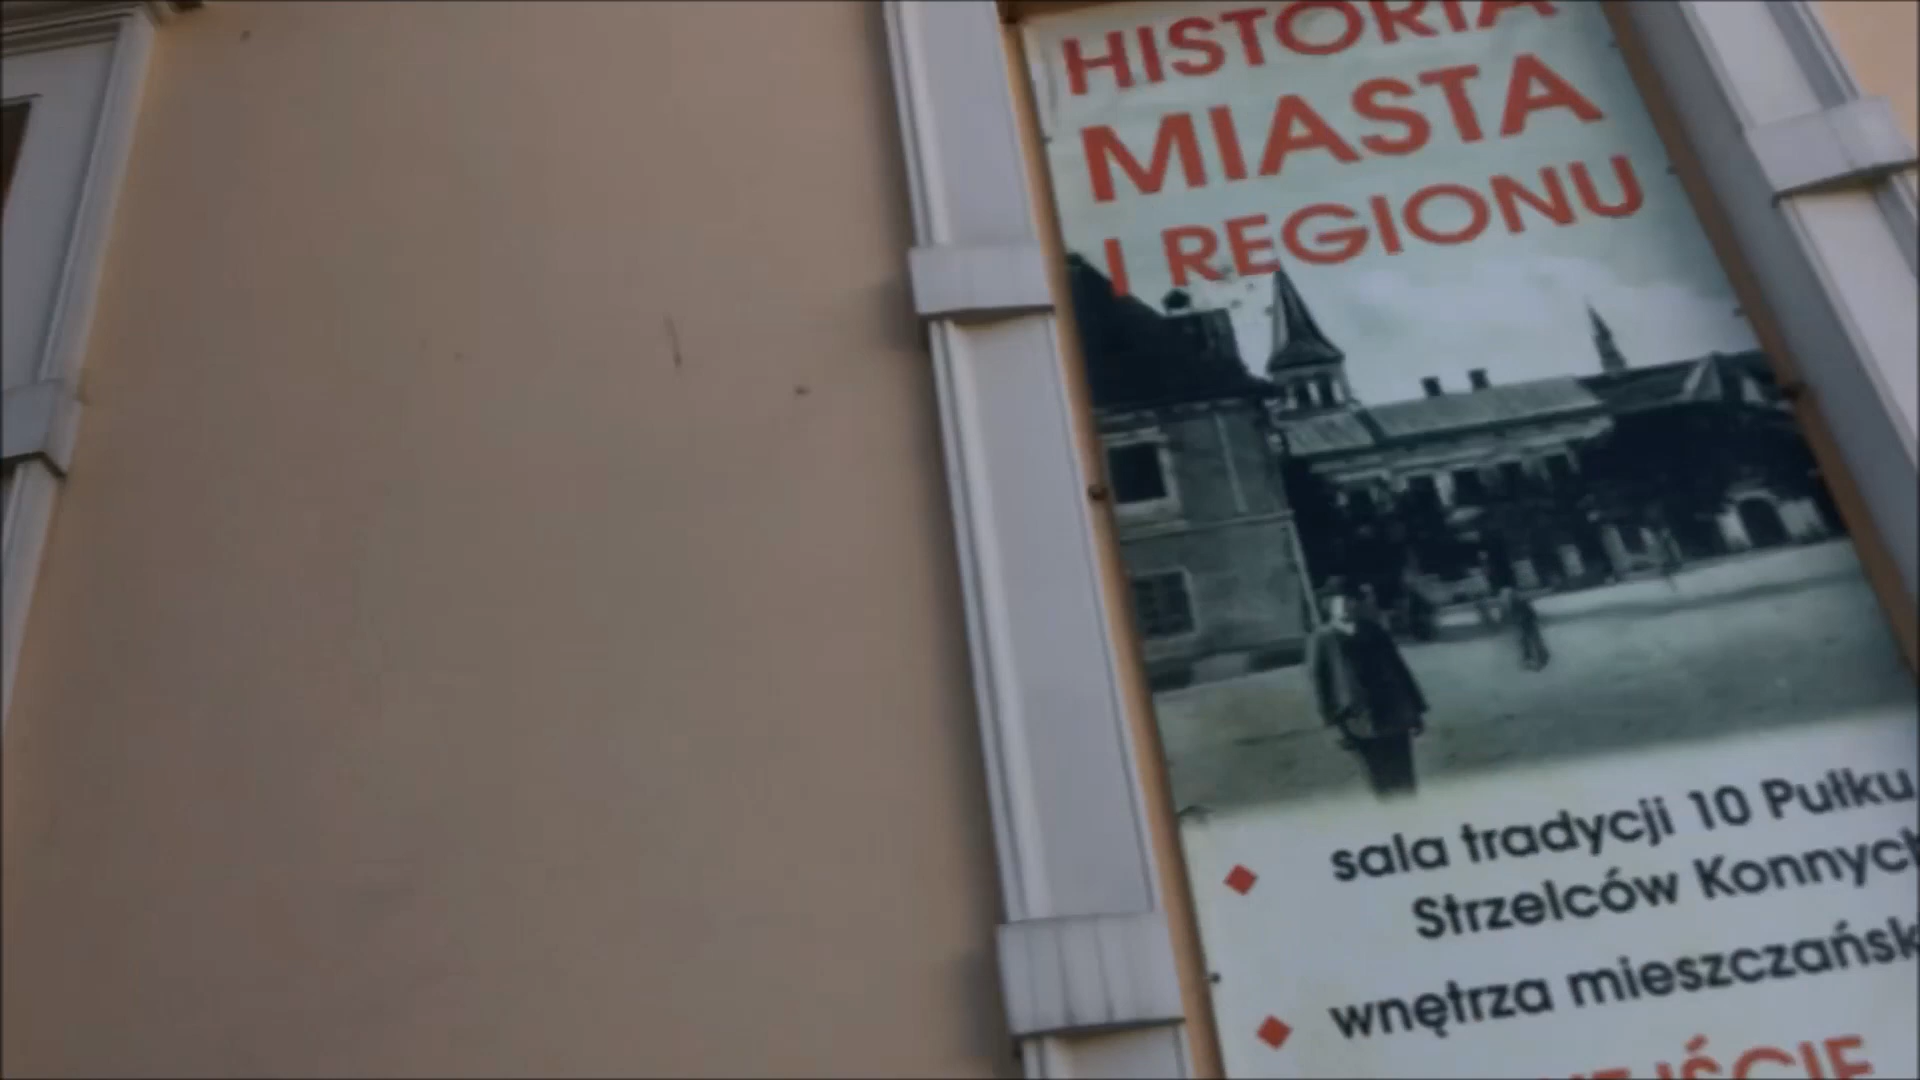 HISTORIA
MIASTA
I REGIONU
sala tradycji 10 Pułku
Strzelców Konnych
wnętrza mieszczańsk